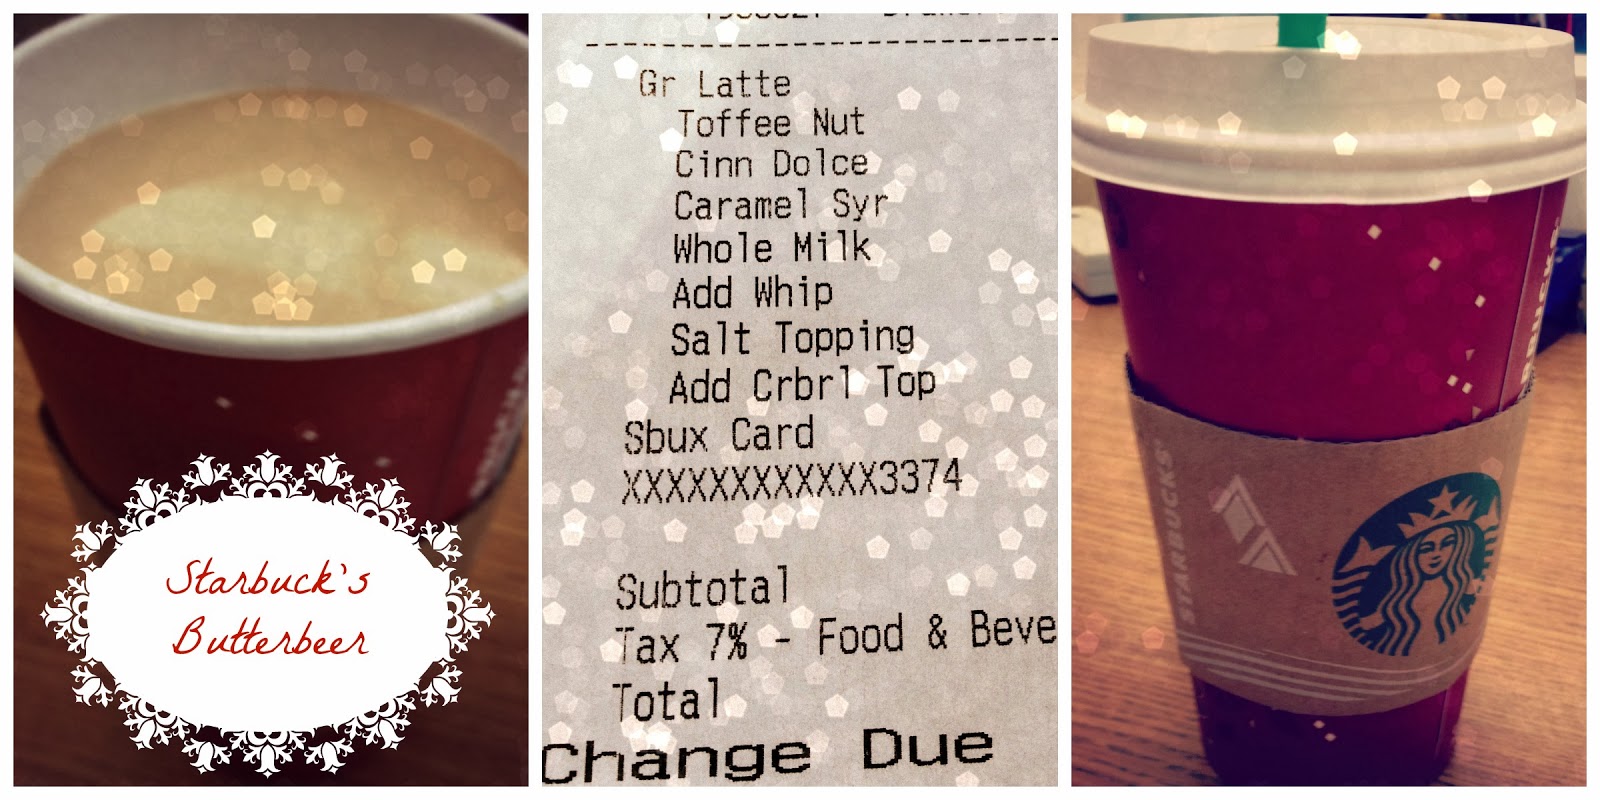 Starbuck's
Butterbeer
Gr Latte
Toffee Nut
Cinn Dolce
Caramel Syr
Whole Milk
Add Whip
Salt Topping
Add Crbrl Top
Sbux Card
XXXXXXXXXXXX3374
Subtotal
Tax 7% - Food & Beve
Total
Change Due
STARBUCKS